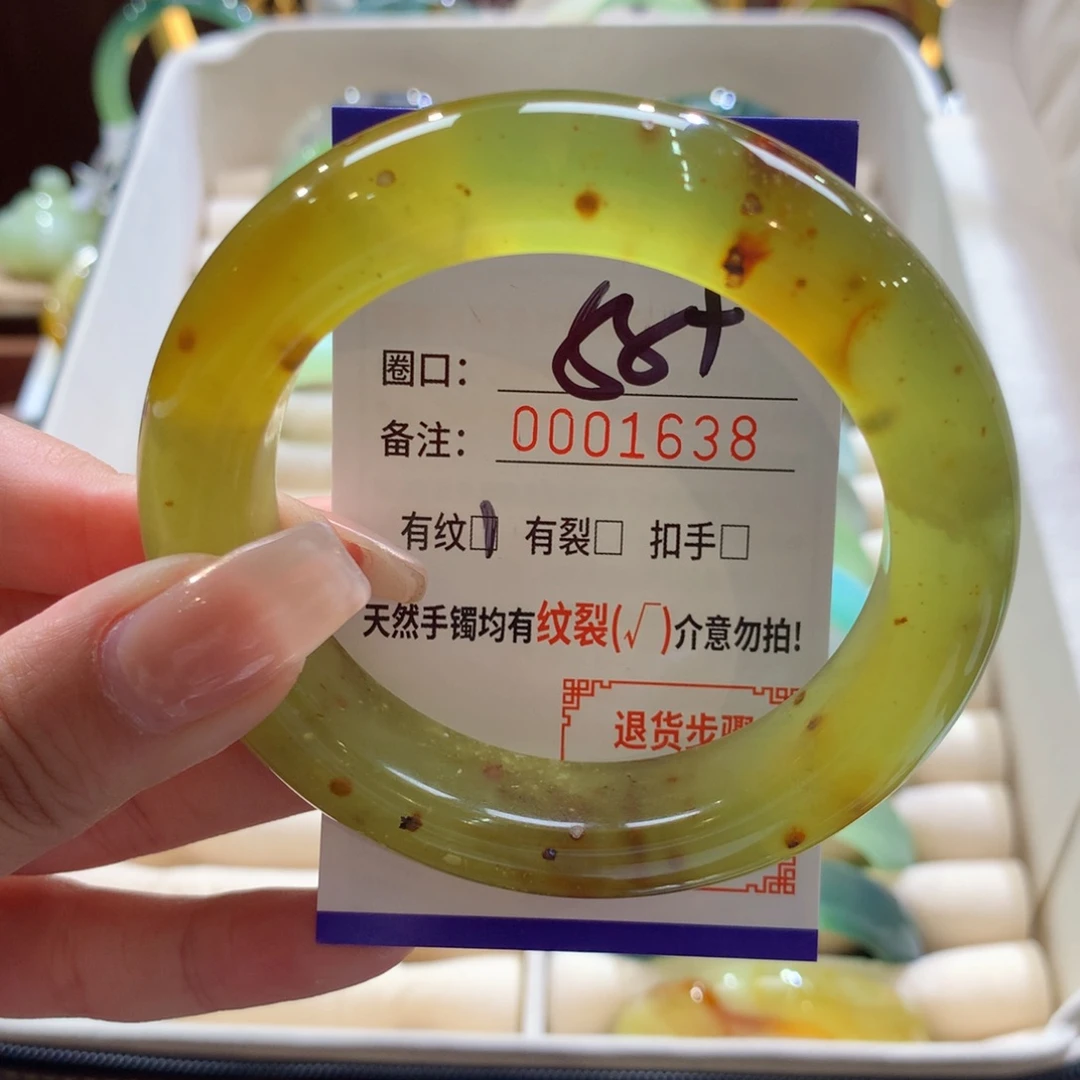 圈口: 58+
备注: 0001638
有纹☑ 有裂□ 扣手□
天然手镯均有纹裂(√)介意勿拍!
退货步骤